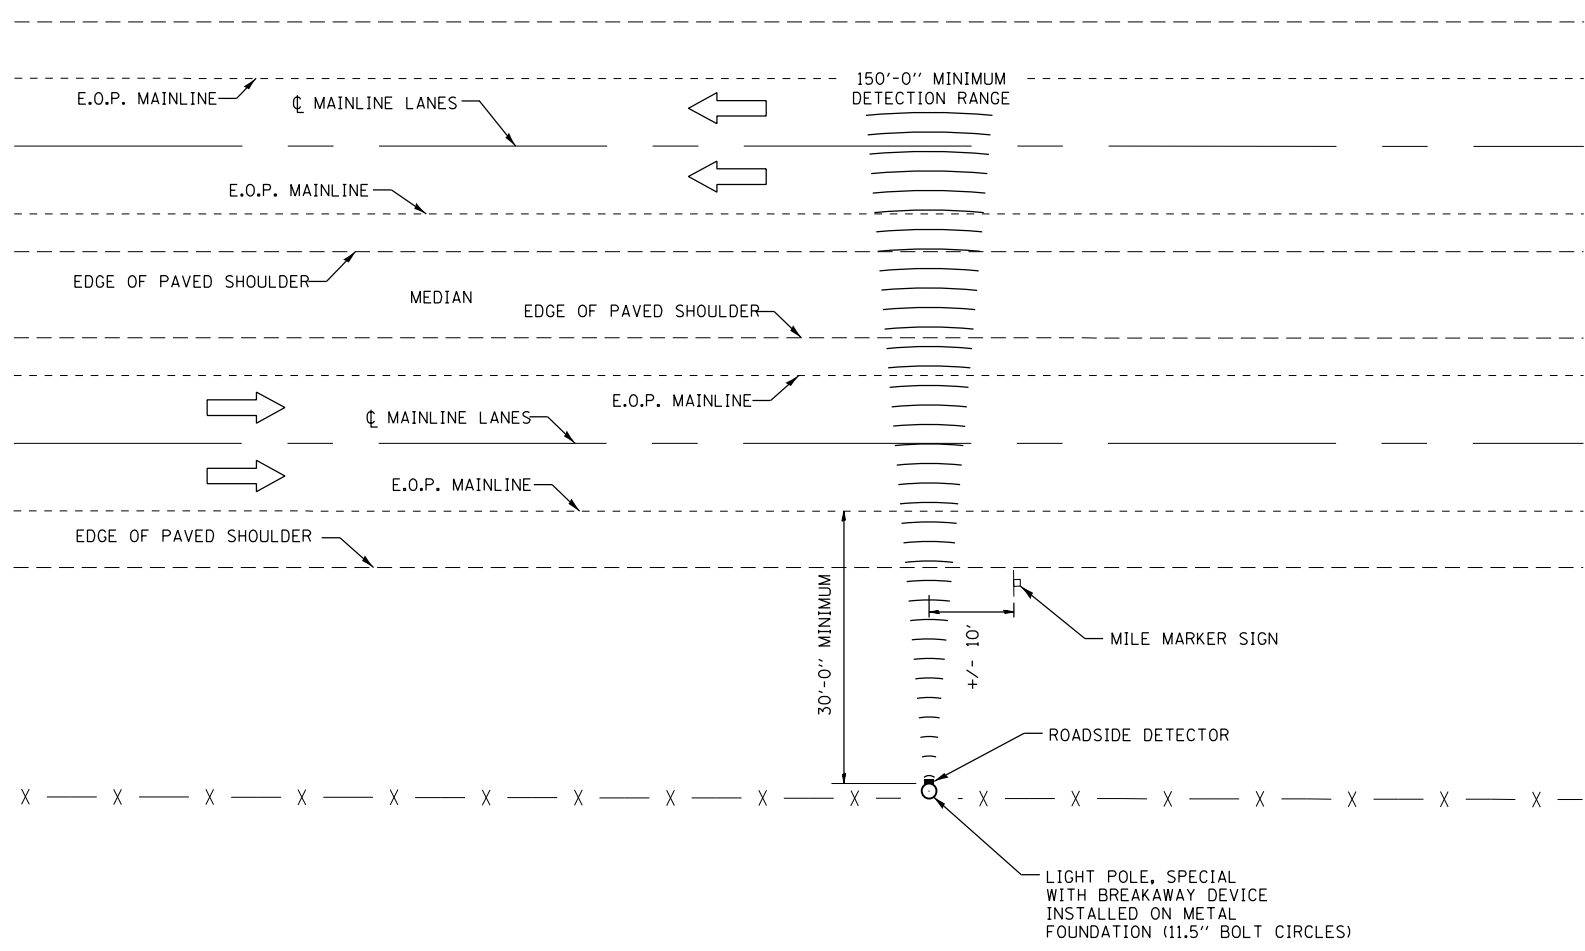 150'-0" MINIMUM
DETECTION RANGE
E.O.P. MAINLINE
℄ MAINLINE LANES
E.O.P. MAINLINE
EDGE OF PAVED SHOULDER
MEDIAN
EDGE OF PAVED SHOULDER
E.O.P. MAINLINE
℄ MAINLINE LANES
E.O.P. MAINLINE
EDGE OF PAVED SHOULDER
30'-0" MINIMUM
+/- 10'
MILE MARKER SIGN
ROADSIDE DETECTOR
X X X X X X X X X X X X X X X X X
LIGHT POLE, SPECIAL
WITH BREAKAWAY DEVICE
INSTALLED ON METAL
FOUNDATION (11.5" BOLT CIRCLES)